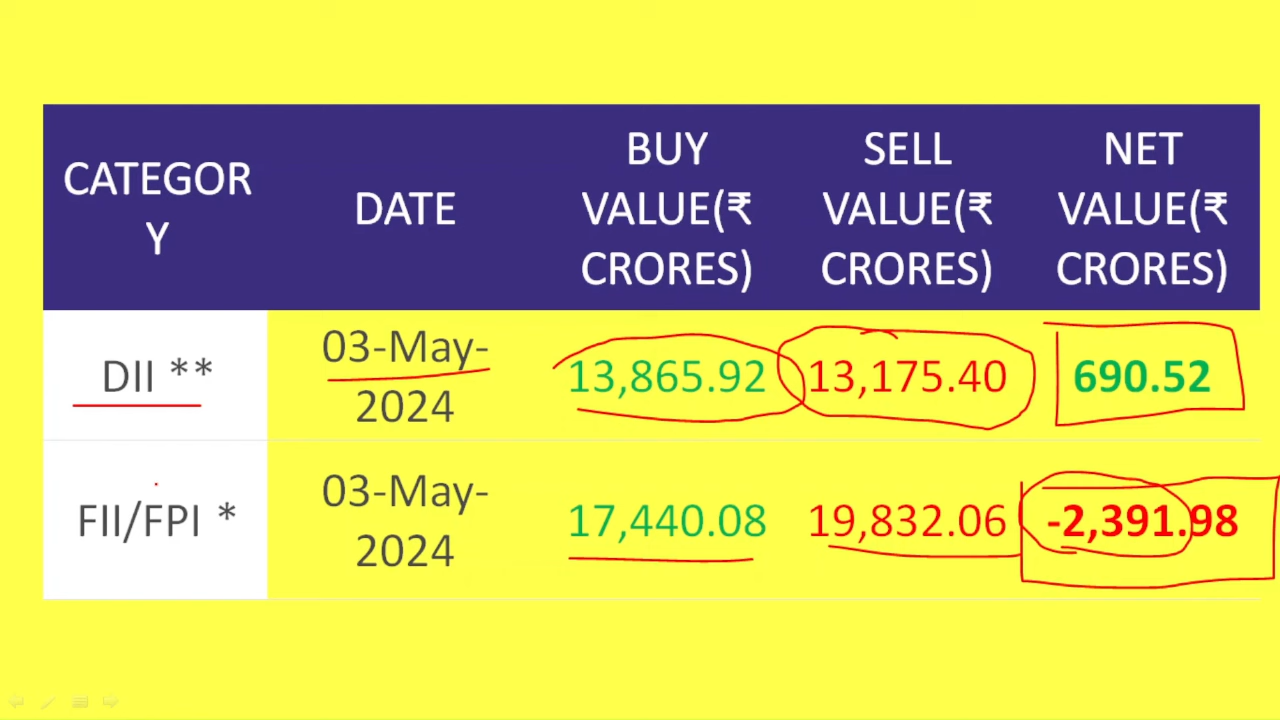 CATEGOR
Y
DATE
BUY
VALUE(₹
CRORES)
SELL
VALUE(₹
CRORES)
NET
VALUE(₹
CRORES)
DII **
03-May-
2024
13,865.92
13,175.40
690.52
FII/FPI *
03-May-
2024
17,440.08
19,832.06
-2,391.98